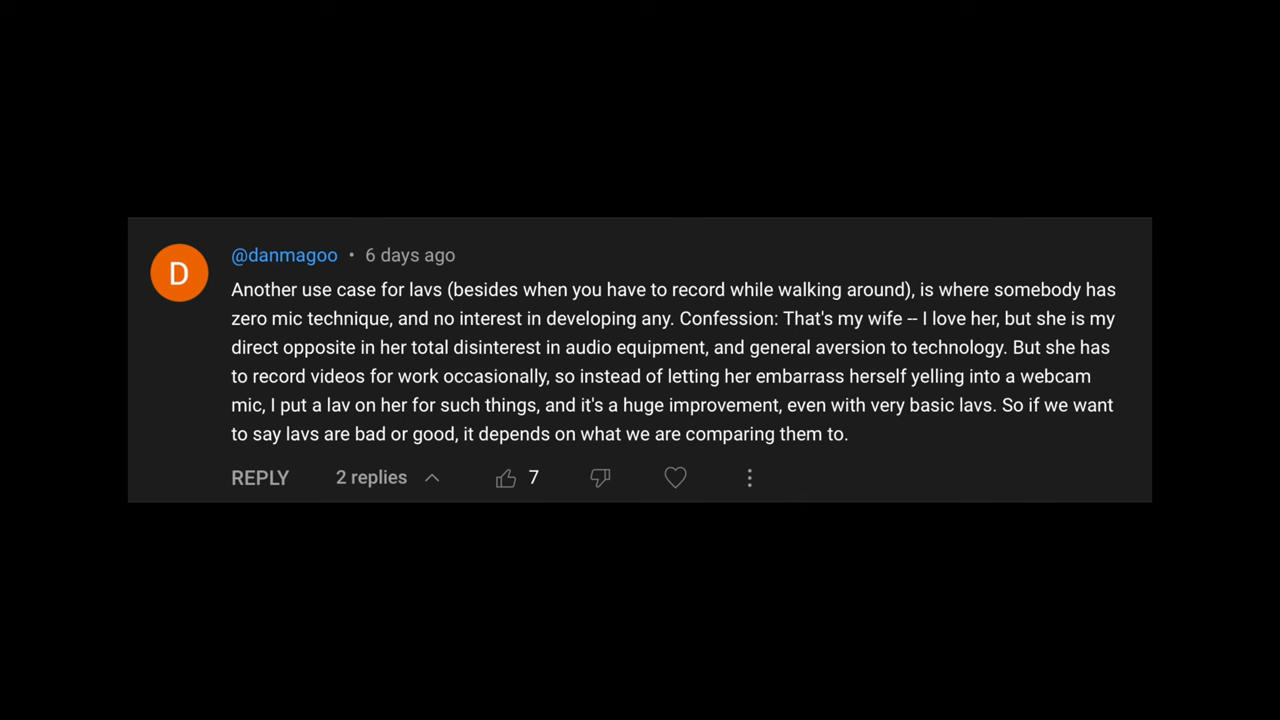 D
@danmagoo • 6 days ago
Another use case for lavs (besides when you have to record while walking around), is where somebody has
zero mic technique, and no interest in developing any. Confession: That's my wife -- I love her, but she is my
direct opposite in her total disinterest in audio equipment, and general aversion to technology. But she has
to record videos for work occasionally, so instead of letting her embarrass herself yelling into a webcam
mic, I put a lav on her for such things, and it's a huge improvement, even with very basic lavs. So if we want
to say lavs are bad or good, it depends on what we are comparing them to.
REPLY 2 replies 7